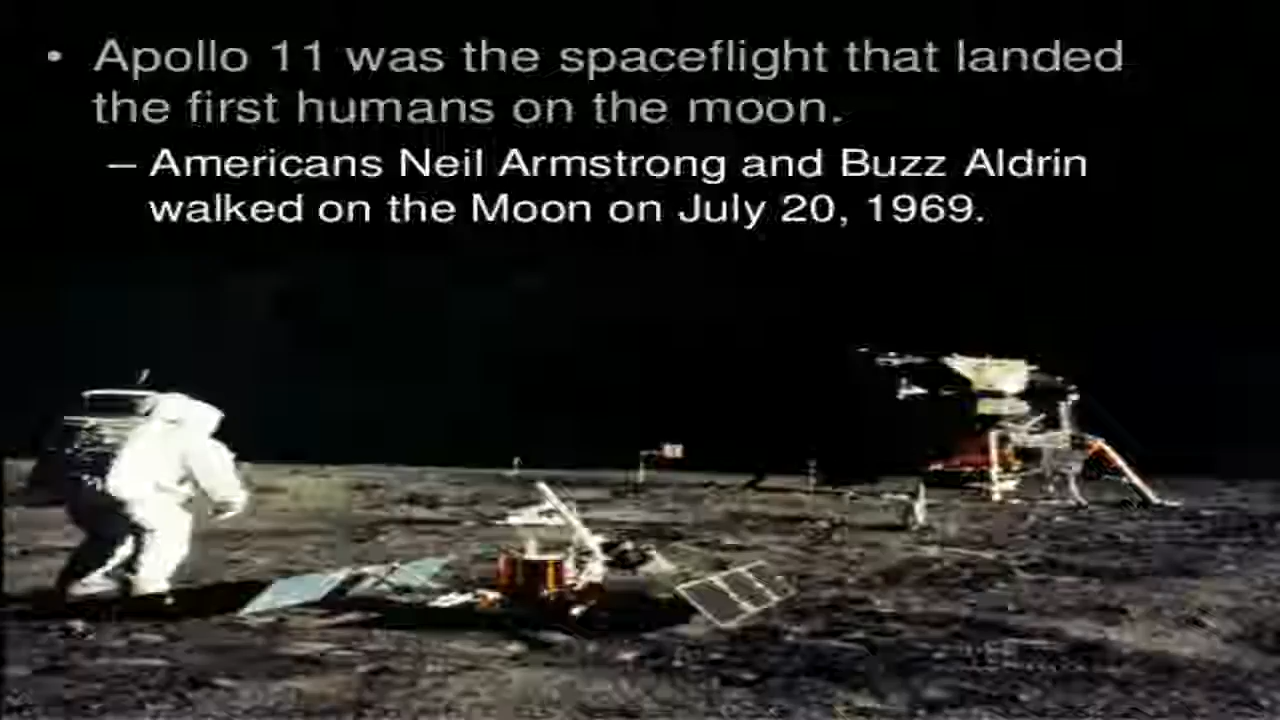 • Apollo 11 was the spaceflight that landed
the first humans on the moon.
– Americans Neil Armstrong and Buzz Aldrin
walked on the Moon on July 20, 1969.